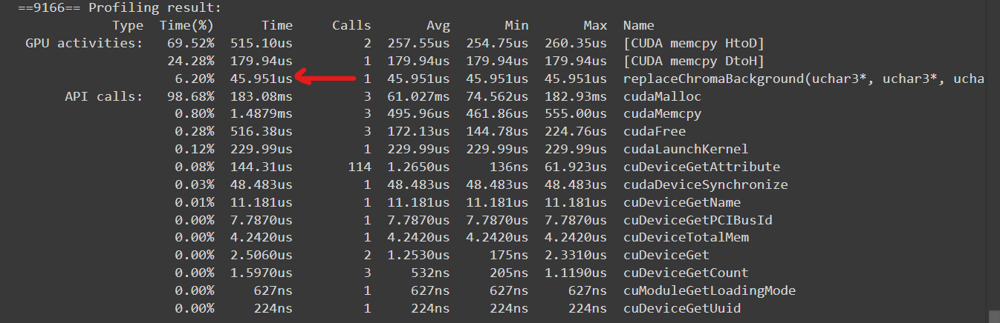 ==9166== Profiling result:
Type Time(%) Time Calls Avg Min Max Name
GPU activities: 69.52% 515.10us 2 257.55us 254.75us 260.35us [CUDA memcpy HtoD]
24.28% 179.94us 1 179.94us 179.94us 179.94us [CUDA memcpy DtoH]
6.20% 45.951us 1 45.951us 45.951us 45.951us replaceChromaBackground(uchar3*, uchar3*, ucha
API calls: 98.68% 183.08ms 3 61.027ms 74.562us 182.93ms cudaMalloc
0.80% 1.4879ms 3 495.96us 461.86us 555.00us cudaMemcpy
0.28% 516.38us 3 172.13us 144.78us 224.76us cudaFree
0.12% 229.99us 1 229.99us 229.99us 229.99us cudaLaunchKernel
0.08% 144.31us 114 1.2650us 136ns 61.923us cuDeviceGetAttribute
0.03% 48.483us 1 48.483us 48.483us 48.483us cudaDeviceSynchronize
0.01% 11.181us 1 11.181us 11.181us 11.181us cuDeviceGetName
0.00% 7.7870us 1 7.7870us 7.7870us 7.7870us cuDeviceGetPCIBusId
0.00% 4.2420us 1 4.2420us 4.2420us 4.2420us cuDeviceTotalMem
0.00% 2.5060us 2 1.2530us 175ns 2.3310us cuDeviceGet
0.00% 1.5970us 3 532ns 205ns 1.1190us cuDeviceGetCount
0.00% 627ns 1 627ns 627ns 627ns cuModuleGetLoadingMode
0.00% 224ns 1 224ns 224ns 224ns cuDeviceGetUuid